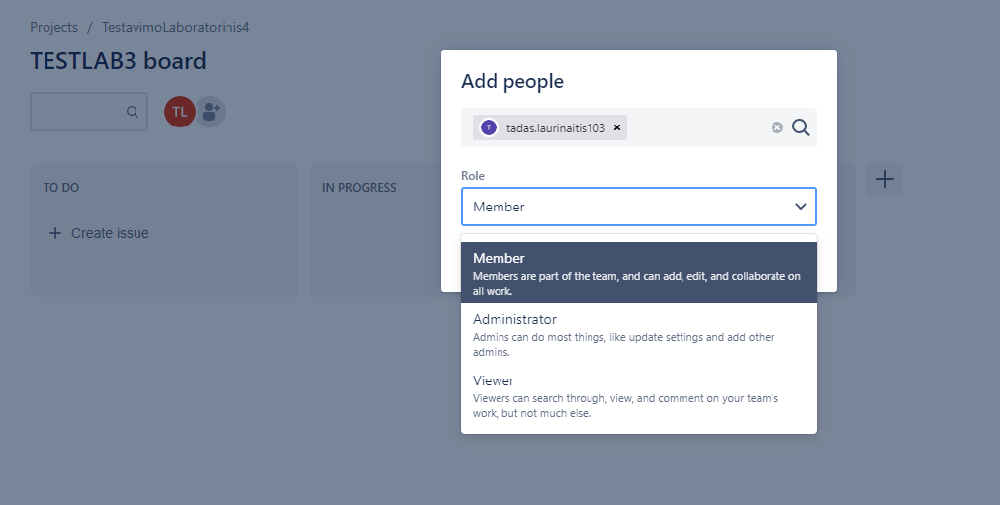 Projects / TestavimoLaboratorinis4
TESTLAB3 board
TL
TO DO
IN PROGRESS
+ Create issue
Add people
T tadas.laurinaitis103 ×
Role
Member
Member
Members are part of the team, and can add, edit, and collaborate on
all work.
Administrator
Admins can do most things, like update settings and add other
admins.
Viewer
Viewers can search through, view, and comment on your team's
work, but not much else.